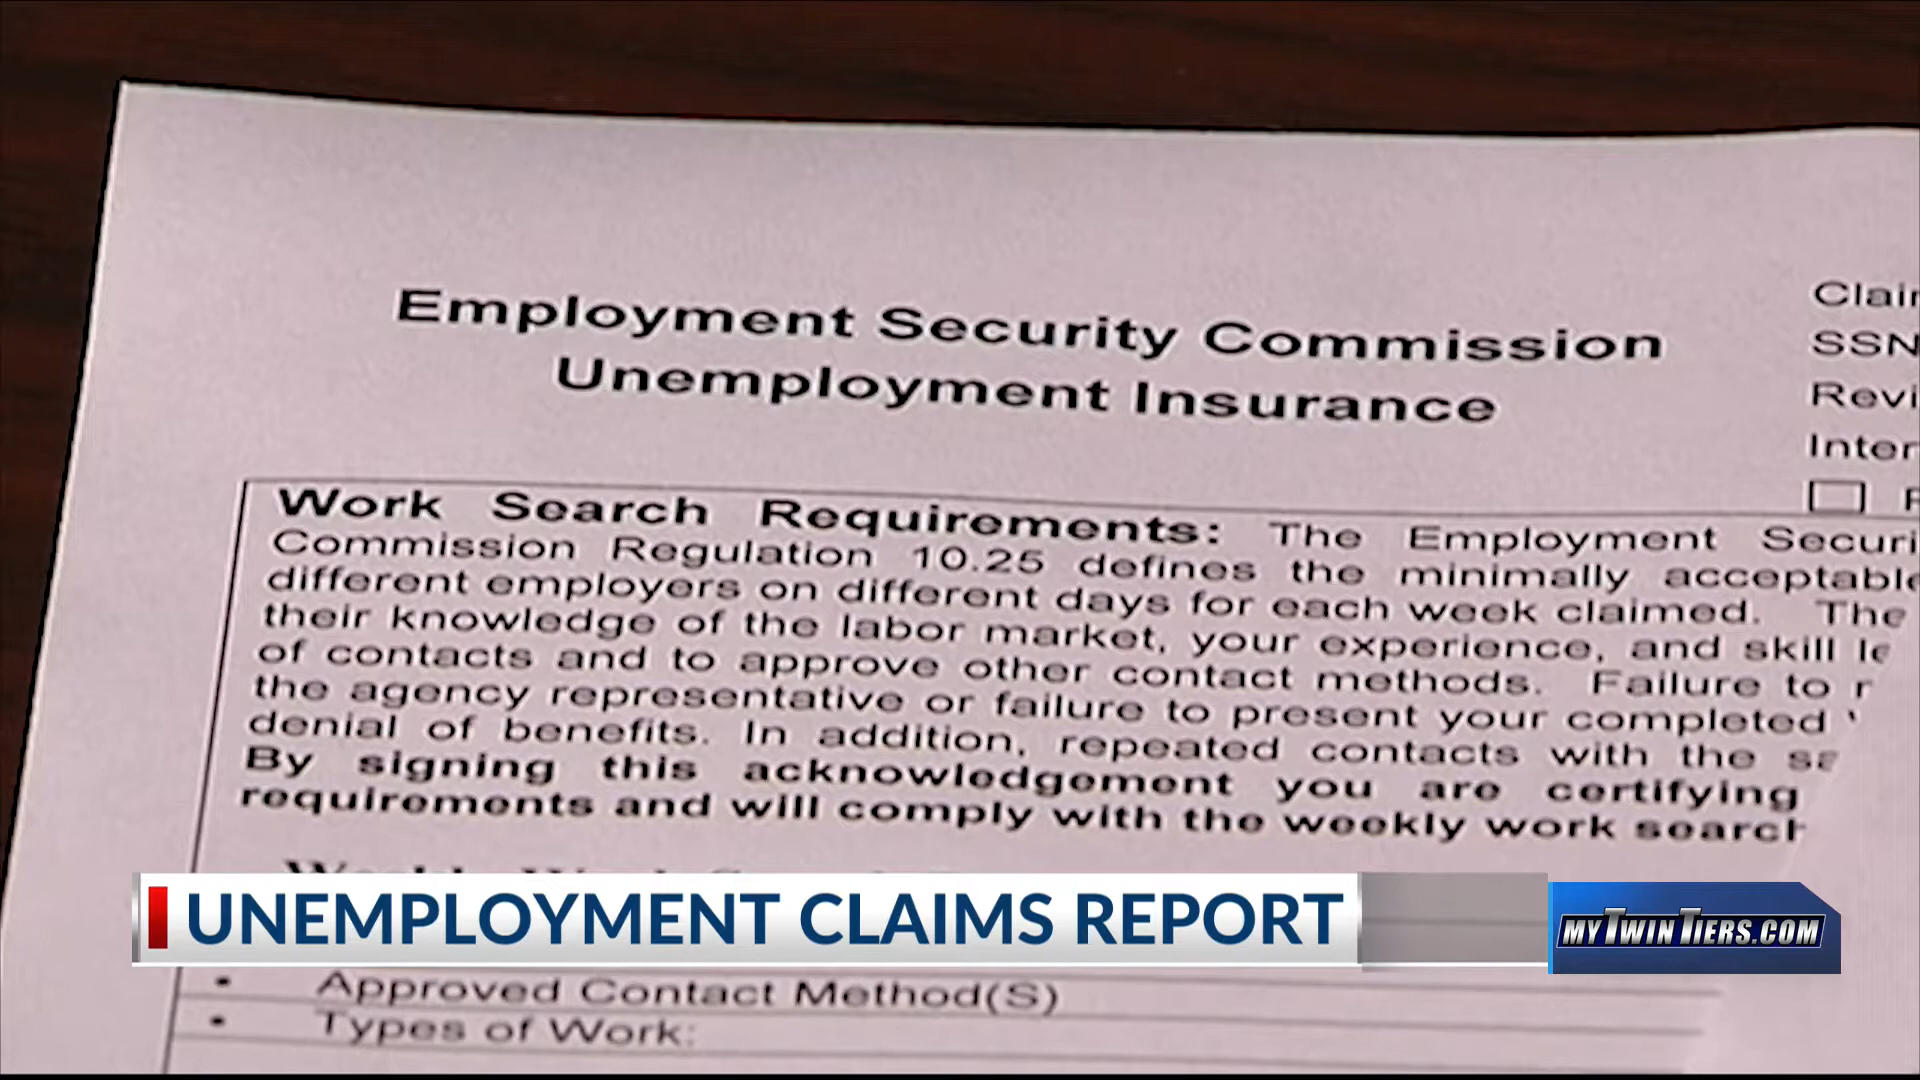 Employment Security Commission
Unemployment Insurance
SSN
Work Search Requirements: The Employment
Commission Regulation 10.25 defines the minimally
different employers on different days for each week claimed. The
their knowledge of the labor market, your experience, and skill
of contacts and to approve other contact methods. Failure to
the agency representative or failure to present your completed
denial of benefits. In addition, repeated contacts with the
By signing this acknowledgement you are certifying
requirements and will comply with the weekly work
UNEMPLOYMENT CLAIMS REPORT
MYTWINTIERS.COM
• Approved Contact Method(S)
• Types of Work: